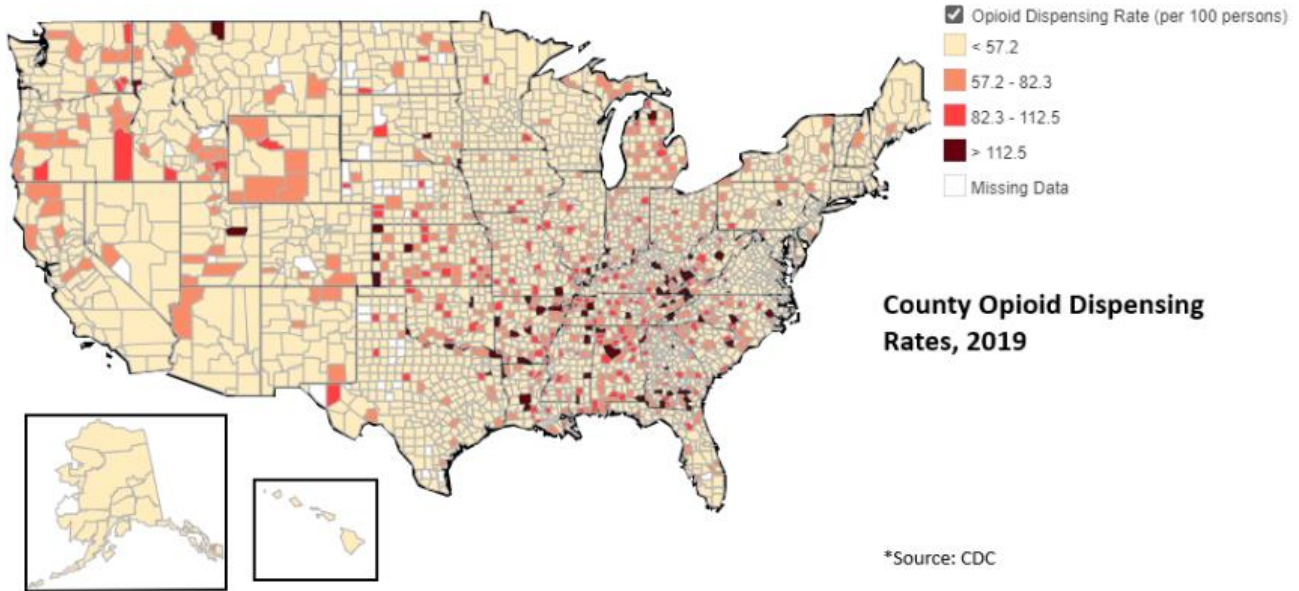 Opioid Dispensing Rate (per 100 persons)
< 57.2
57.2 - 82.3
82.3 - 112.5
> 112.5
Missing Data
County Opioid Dispensing
Rates, 2019
*Source: CDC